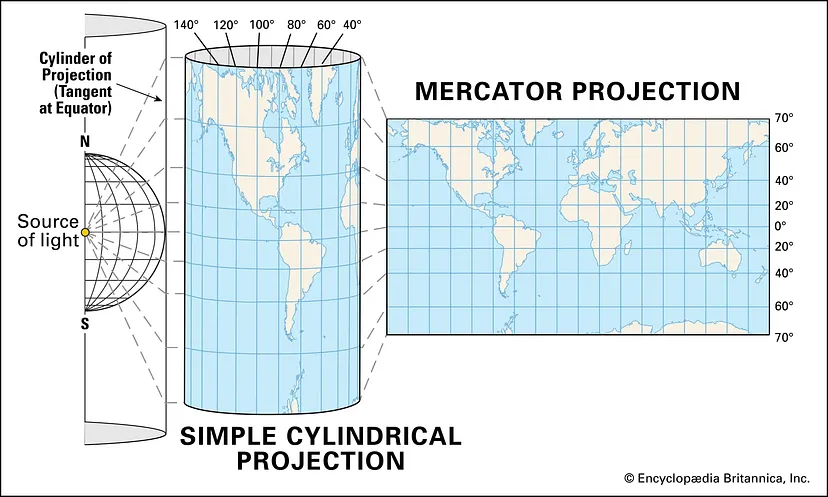 140° 120° 100° 80° 60° 40°
Cylinder of
Projection
(Tangent
at Equator)
N
Source
of light
S
SIMPLE CYLINDRICAL
PROJECTION
MERCATOR PROJECTION
70°
60°
40°
20°
0°
20°
40°
60°
70°
© Encyclopædia Britannica, Inc.